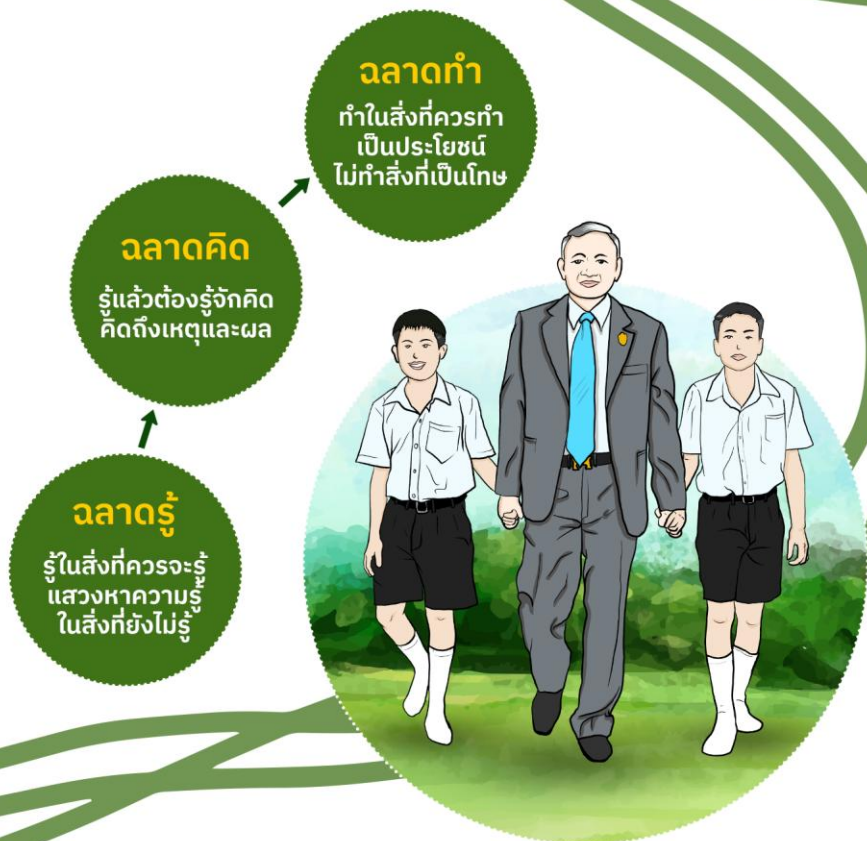 ฉลาดทำ
ทำในสิ่งที่ควรทำ
เป็นประโยชน์
ไม่ทำสิ่งที่เป็นโทษ
ฉลาดคิด
รู้แล้วต้องรู้จักคิด
คิดถึงเหตุและผล
ฉลาดรู้
รู้ในสิ่งที่ควรจะรู้
แสวงหาความรู้
ในสิ่งที่ยังไม่รู้